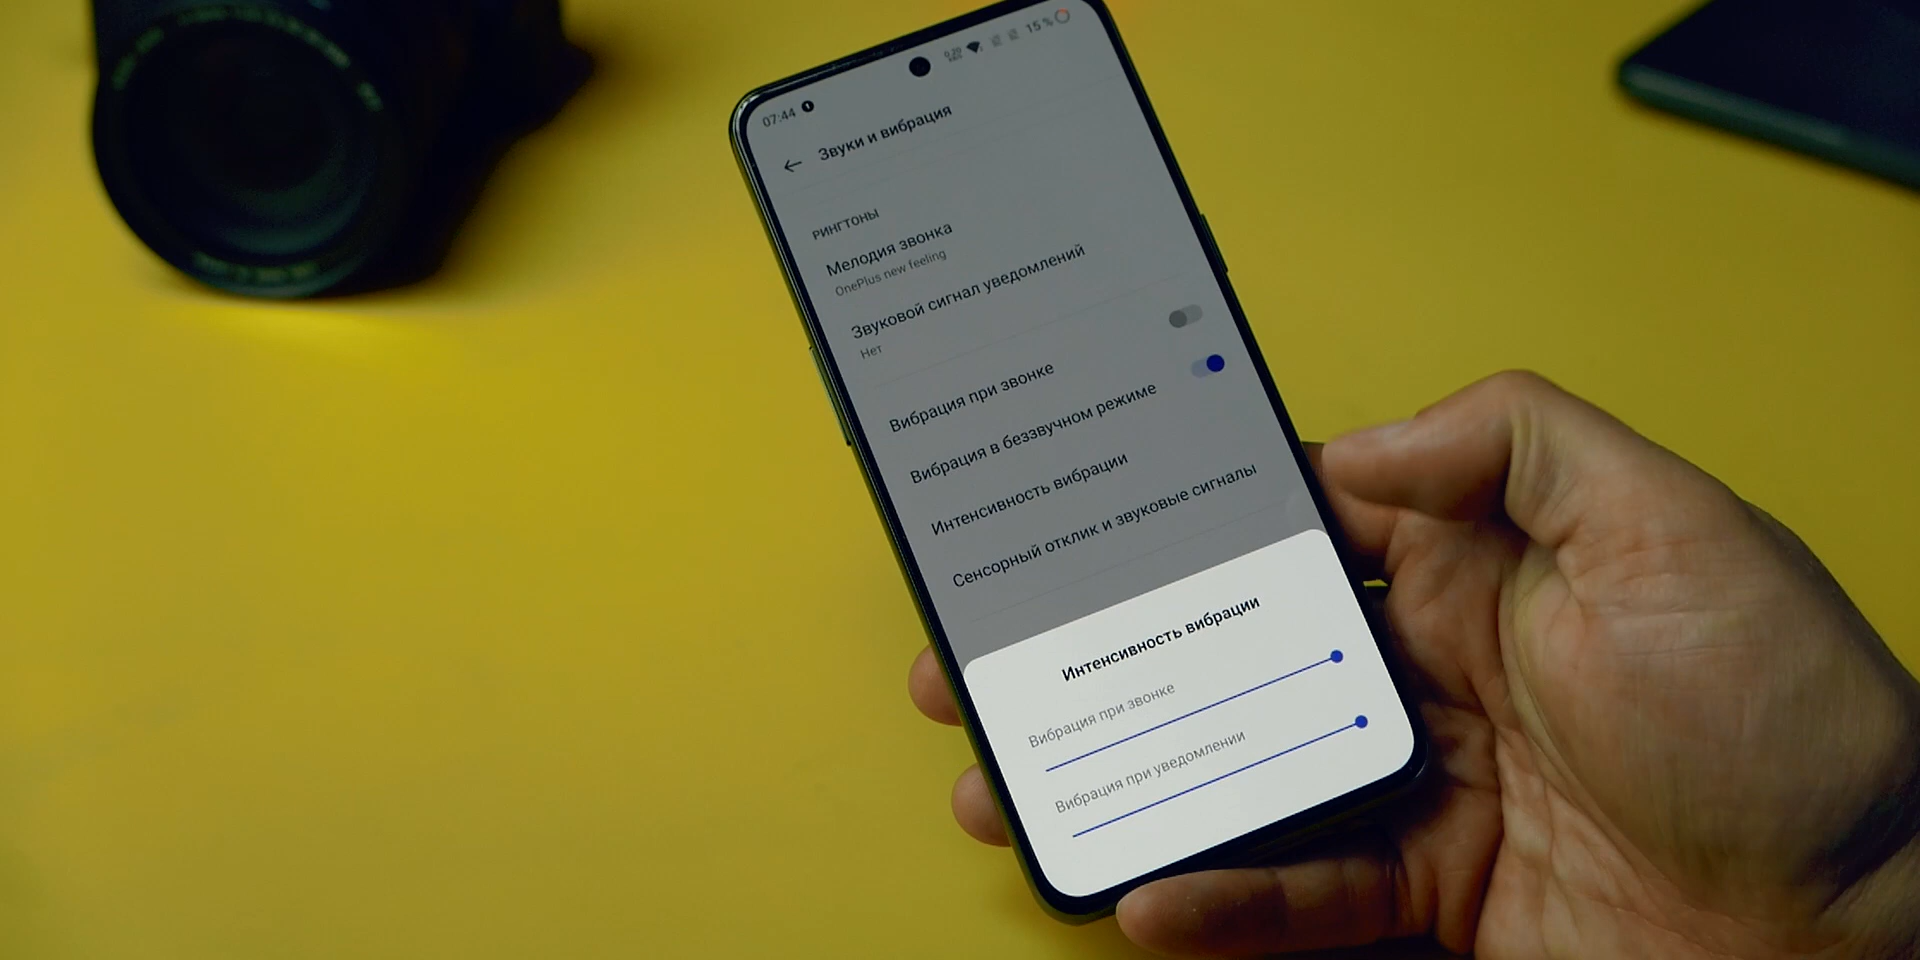 07:44
15 %
Звуки и вибрация
РИНГТОНЫ
Мелодия звонка
OnePlus new feeling
Звуковой сигнал уведомлений
Нет
Вибрация при звонке
Вибрация в беззвучном режиме
Интенсивность вибрации
Сенсорный отклик и звуковые сигналы
Интенсивность вибрации
Вибрация при звонке
Вибрация при уведомлении